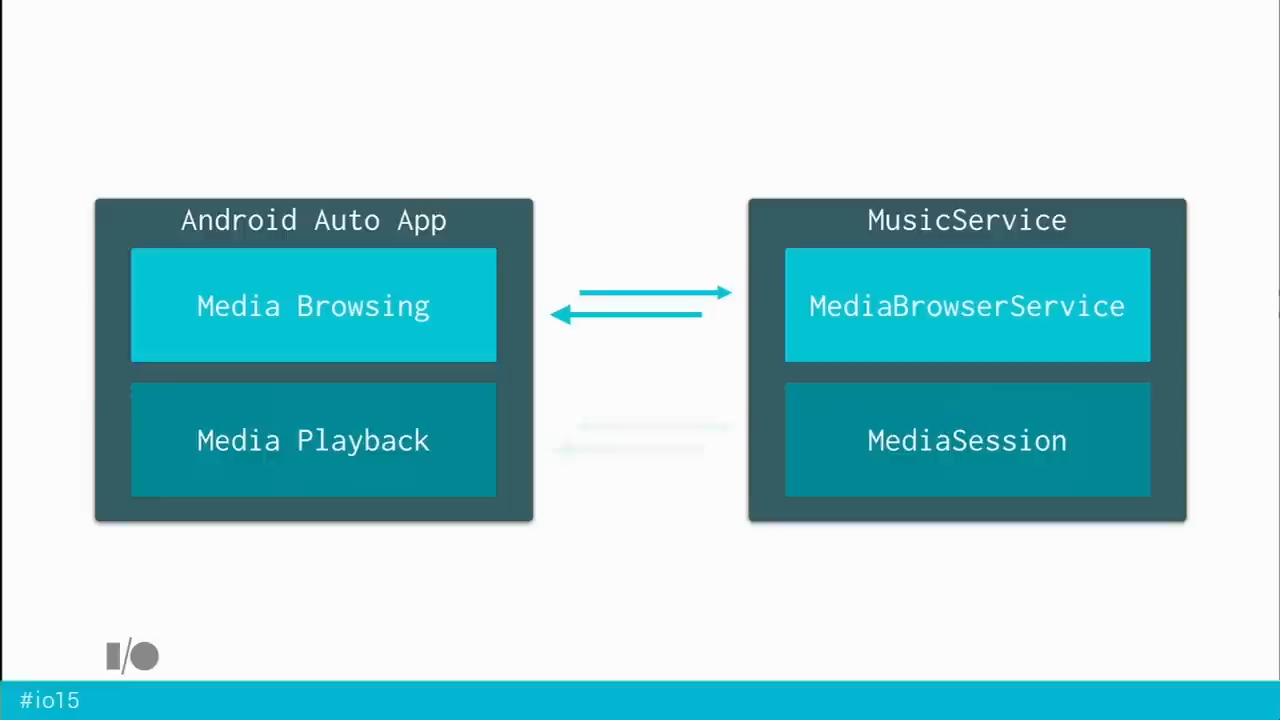 Android Auto App
Media Browsing
Media Playback
MusicService
MediaBrowserService
MediaSession
I/O
#io15